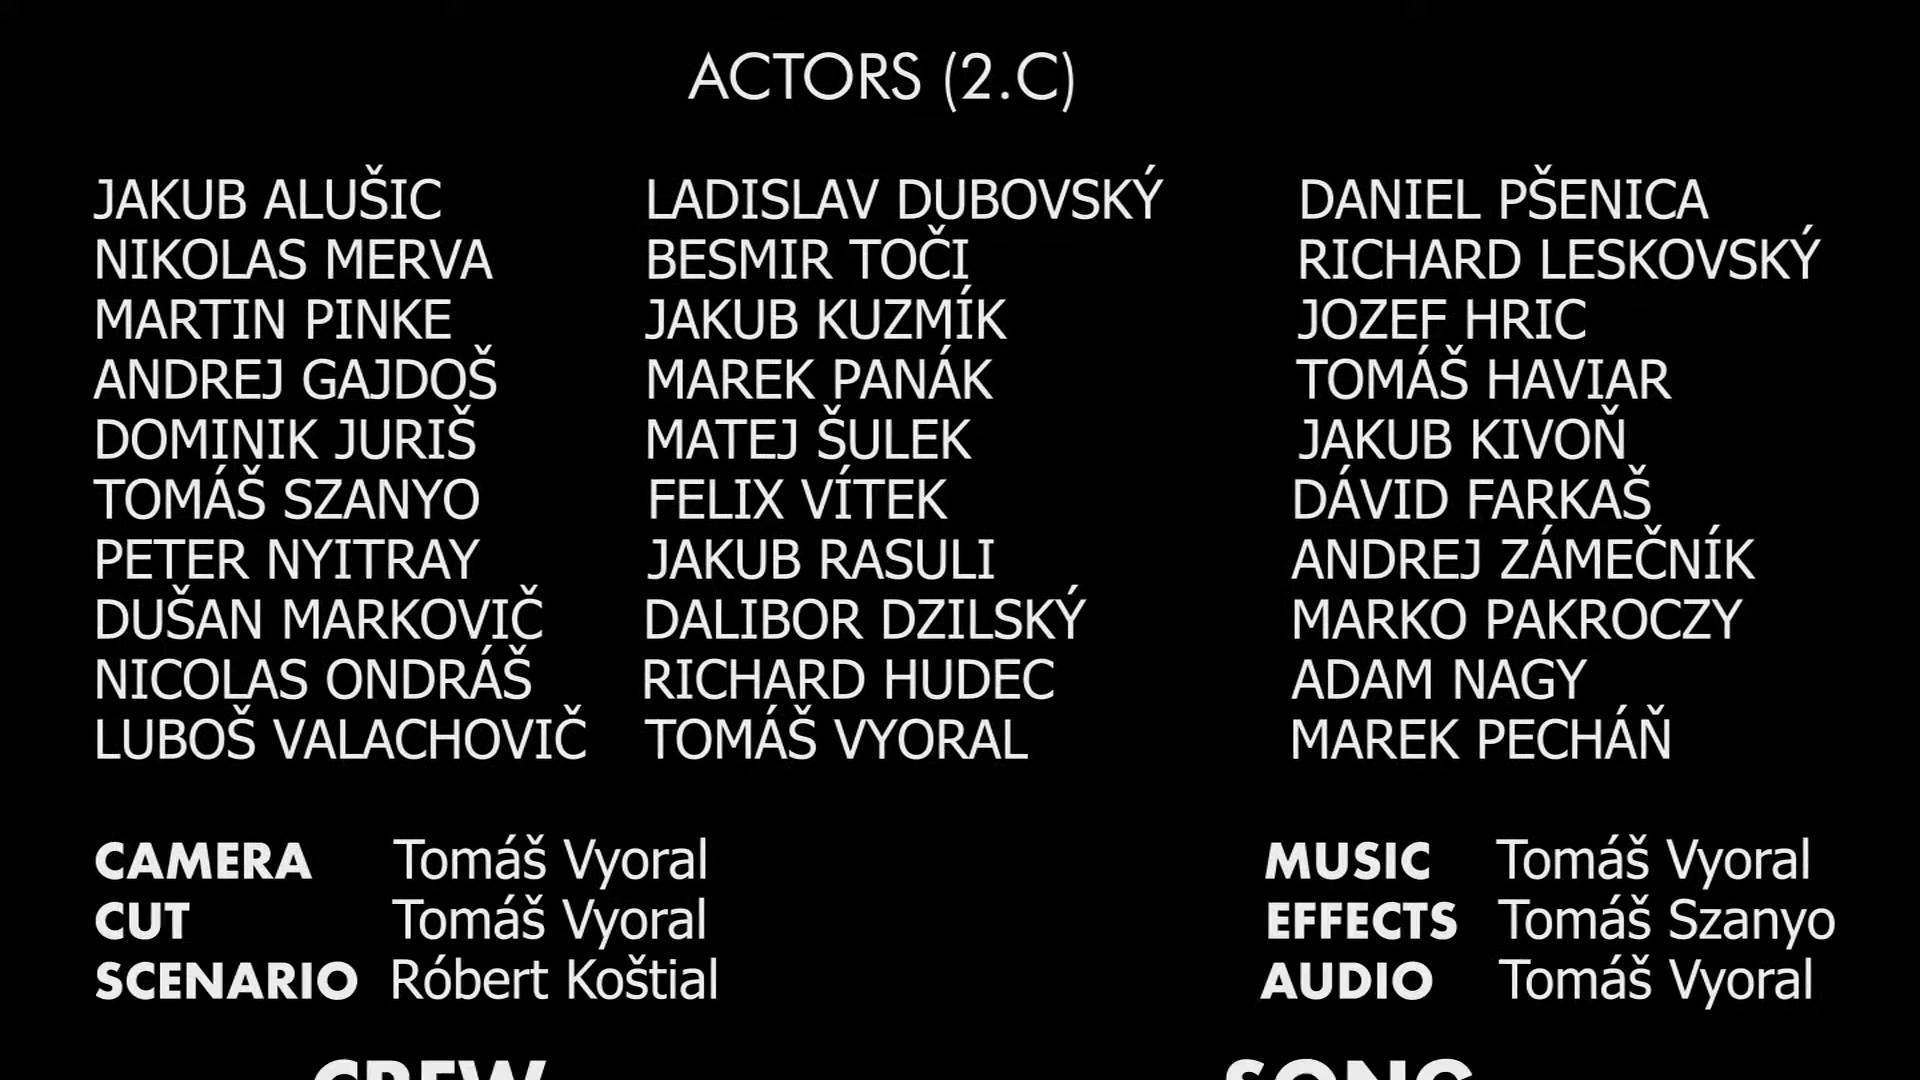 ACTORS (2.C)
JAKUB ALUŠIC LADISLAV DUBOVSKÝ DANIEL PŠENICA
NIKOLAS MERVA BESMIR TOČI RICHARD LESKOVSKÝ
MARTIN PINKE JAKUB KUZMÍK JOZEF HRIC
ANDREJ GAJDOŠ MAREK PANÁK TOMÁŠ HAVIAR
DOMINIK JURIŠ MATEJ ŠULEK JAKUB KIVOŇ
TOMÁŠ SZANYO FELIX VÍTEK DÁVID FARKAŠ
PETER NYITRAY JAKUB RASULI ANDREJ ZÁMEČNÍK
DUŠAN MARKOVIČ DALIBOR DZILSKÝ MARKO PAKROCZY
NICOLAS ONDRÁŠ RICHARD HUDEC ADAM NAGY
LUBOŠ VALACHOVIČ TOMÁŠ VYORAL MAREK PECHÁŇ
CAMERA Tomáš Vyoral MUSIC Tomáš Vyoral
CUT Tomáš Vyoral EFFECTS Tomáš Szanyo
SCENARIO Róbert Koštial AUDIO Tomáš Vyoral
CREW SONG